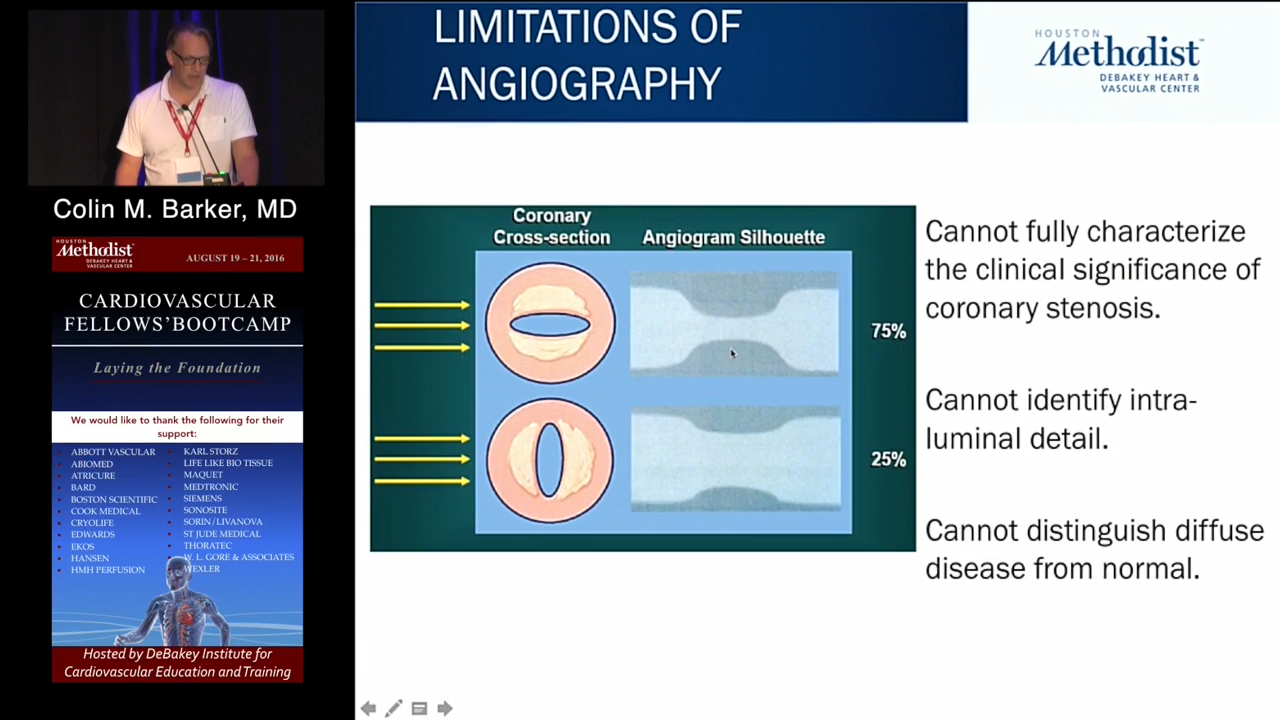 LIMITATIONS OF
ANGIOGRAPHY
HOUSTON
Methodist
DEBAKEY HEART &
VASCULAR CENTER
Colin M. Barker, MD
HOUSTON
Methodist
DEBAKEY HEART &
VASCULAR CENTER
AUGUST 19 – 21, 2016
CARDIOVASCULAR
FELLOWS'BOOTCAMP
Laying the Foundation
We would like to thank the following for their
support:
• ABBOTT VASCULAR
• ABIOMED
• ATRICURE
• BARD
• BOSTON SCIENTIFIC
• COOK MEDICAL
• CRYOLIFE
• EDWARDS
• EKOS
• HANSEN
• HMH PERFUSION
• KARL STORZ
• LIFE LIKE BIO TISSUE
• MAQUET
• MEDTRONIC
• SIEMENS
• SONOSITE
• SORIN/LIVANOVA
• ST JUDE MEDICAL
• THORATEC
• W. L. GORE & ASSOCIATES
• WEXLER
Hosted by DeBakey Institute for
Cardiovascular Education and Training
Coronary
Cross-section
Angiogram Silhouette
75%
25%
Cannot fully characterize
the clinical significance of
coronary stenosis.
Cannot identify intra-
luminal detail.
Cannot distinguish diffuse
disease from normal.